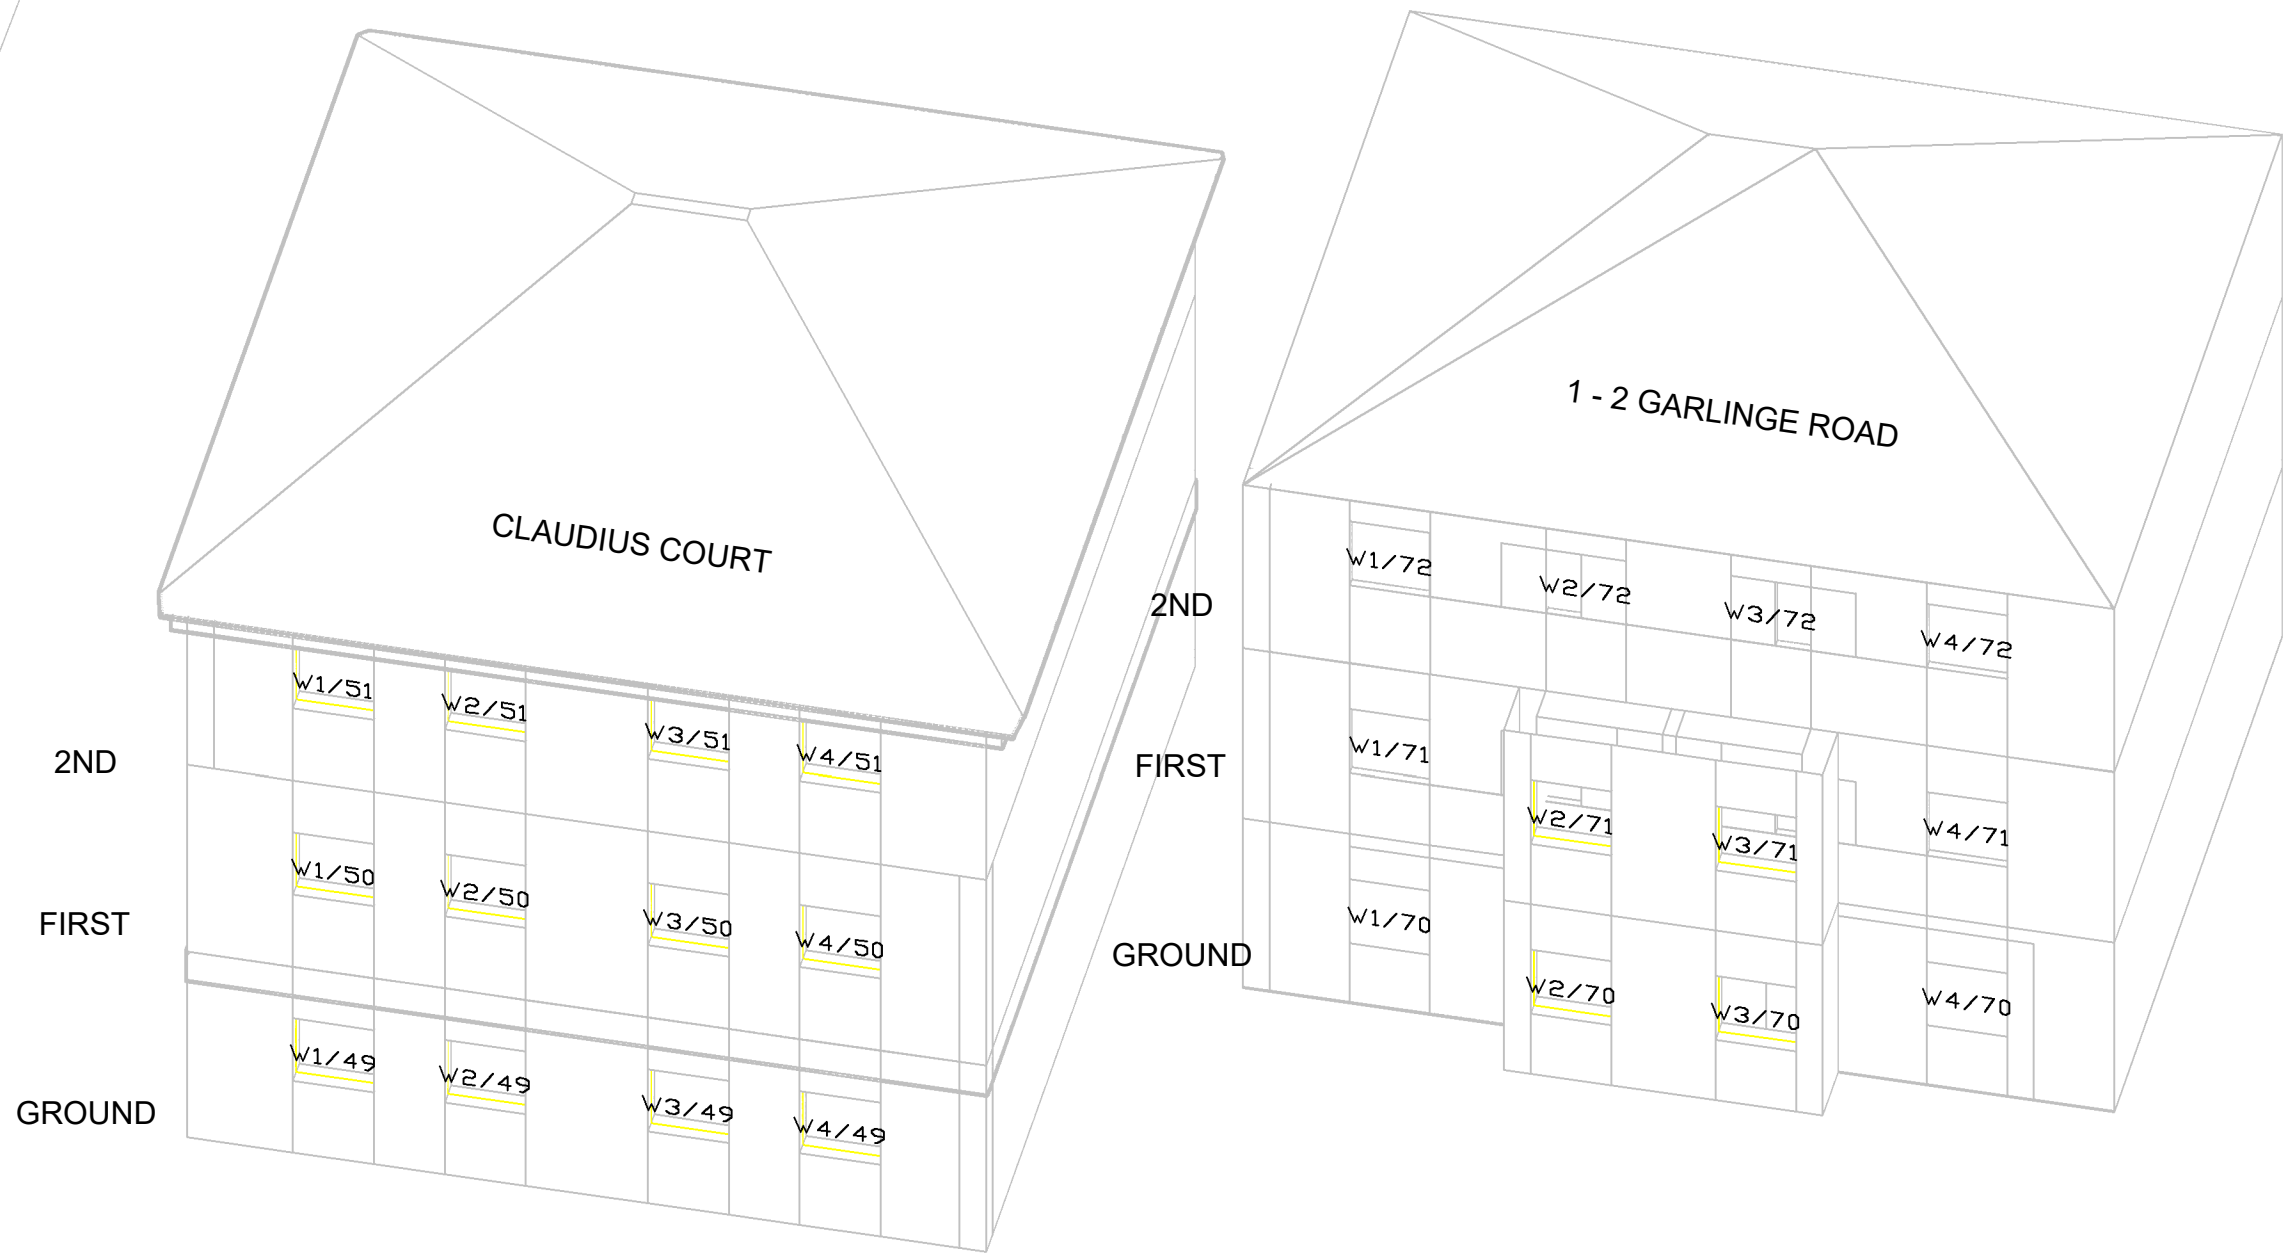 CLAUDIUS COURT
2ND
W1/51
W2/51
W3/51
W4/51
FIRST
W1/50
W2/50
W3/50
W4/50
GROUND
W1/49
W2/49
W3/49
W4/49
1 - 2 GARLINGE ROAD
2ND
W1/72
W2/72
W3/72
W4/72
FIRST
W1/71
W2/71
W3/71
W4/71
GROUND
W1/70
W2/70
W3/70
W4/70